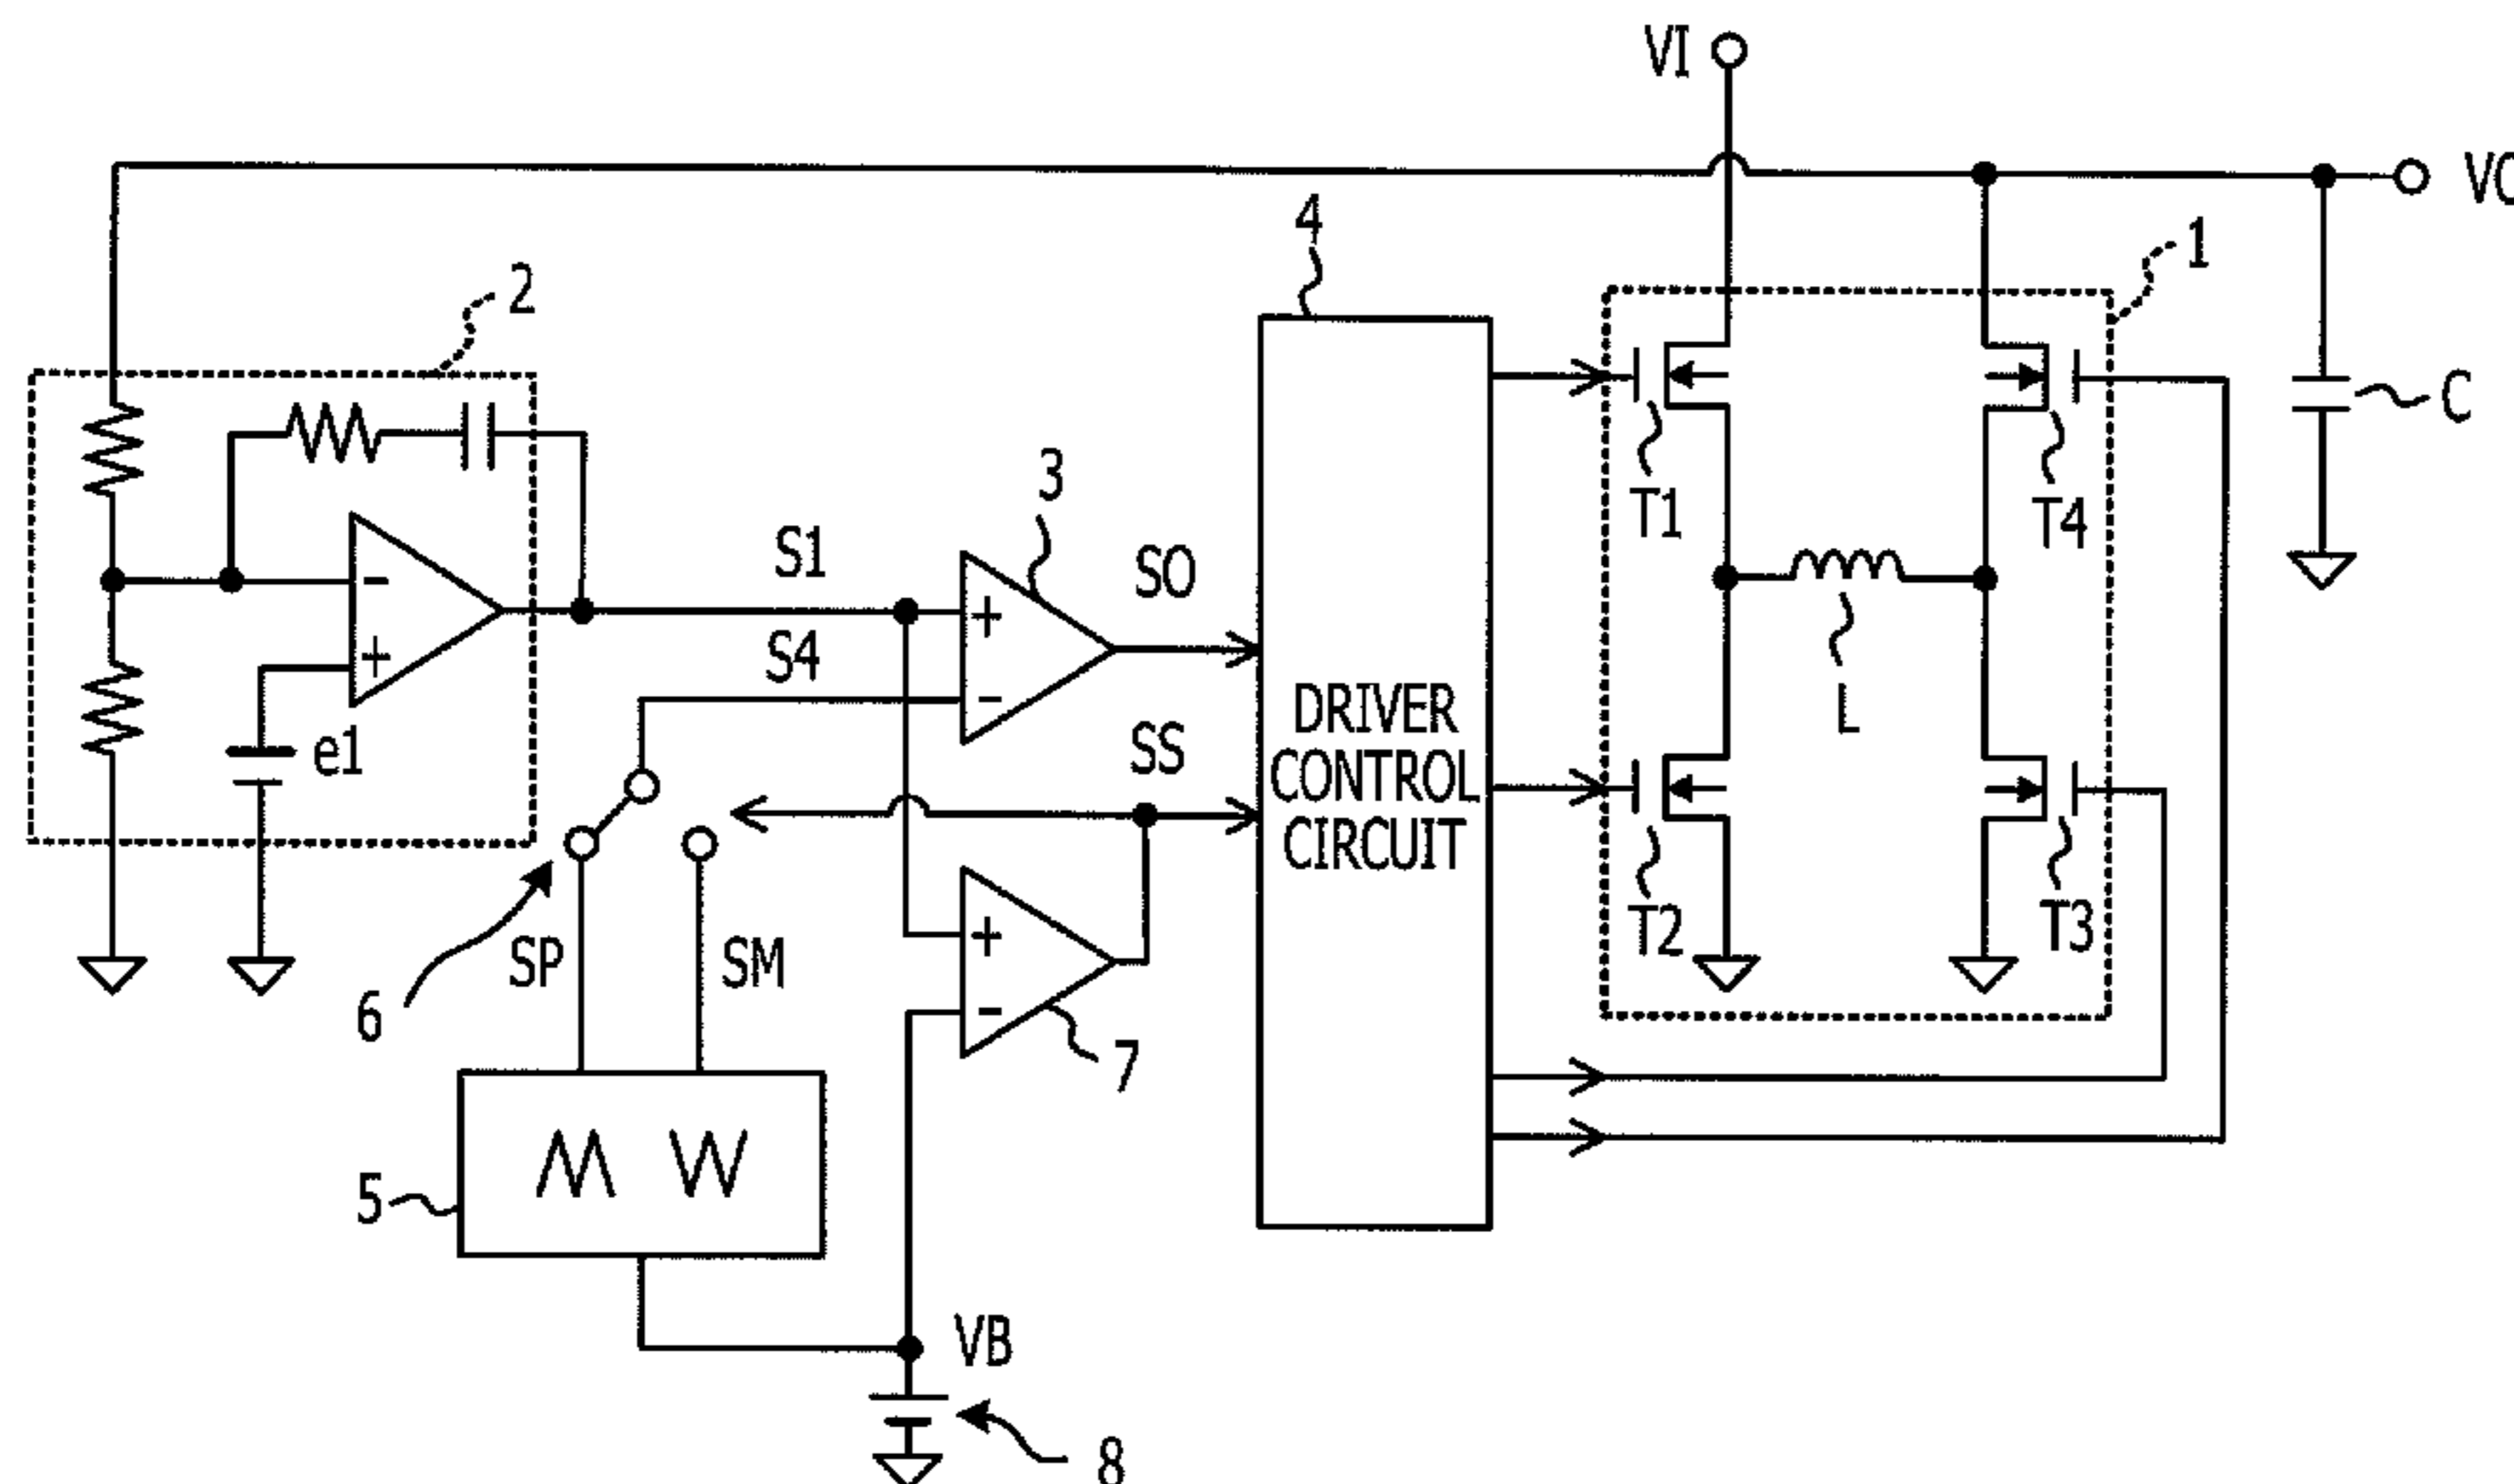 VI
VO
4
1
2
C
3
T1
T4
S1
SO
S4
L
e1
SS
DRIVER
CONTROL
CIRCUIT
T2
T3
SP
SM
6
7
5
VB
8